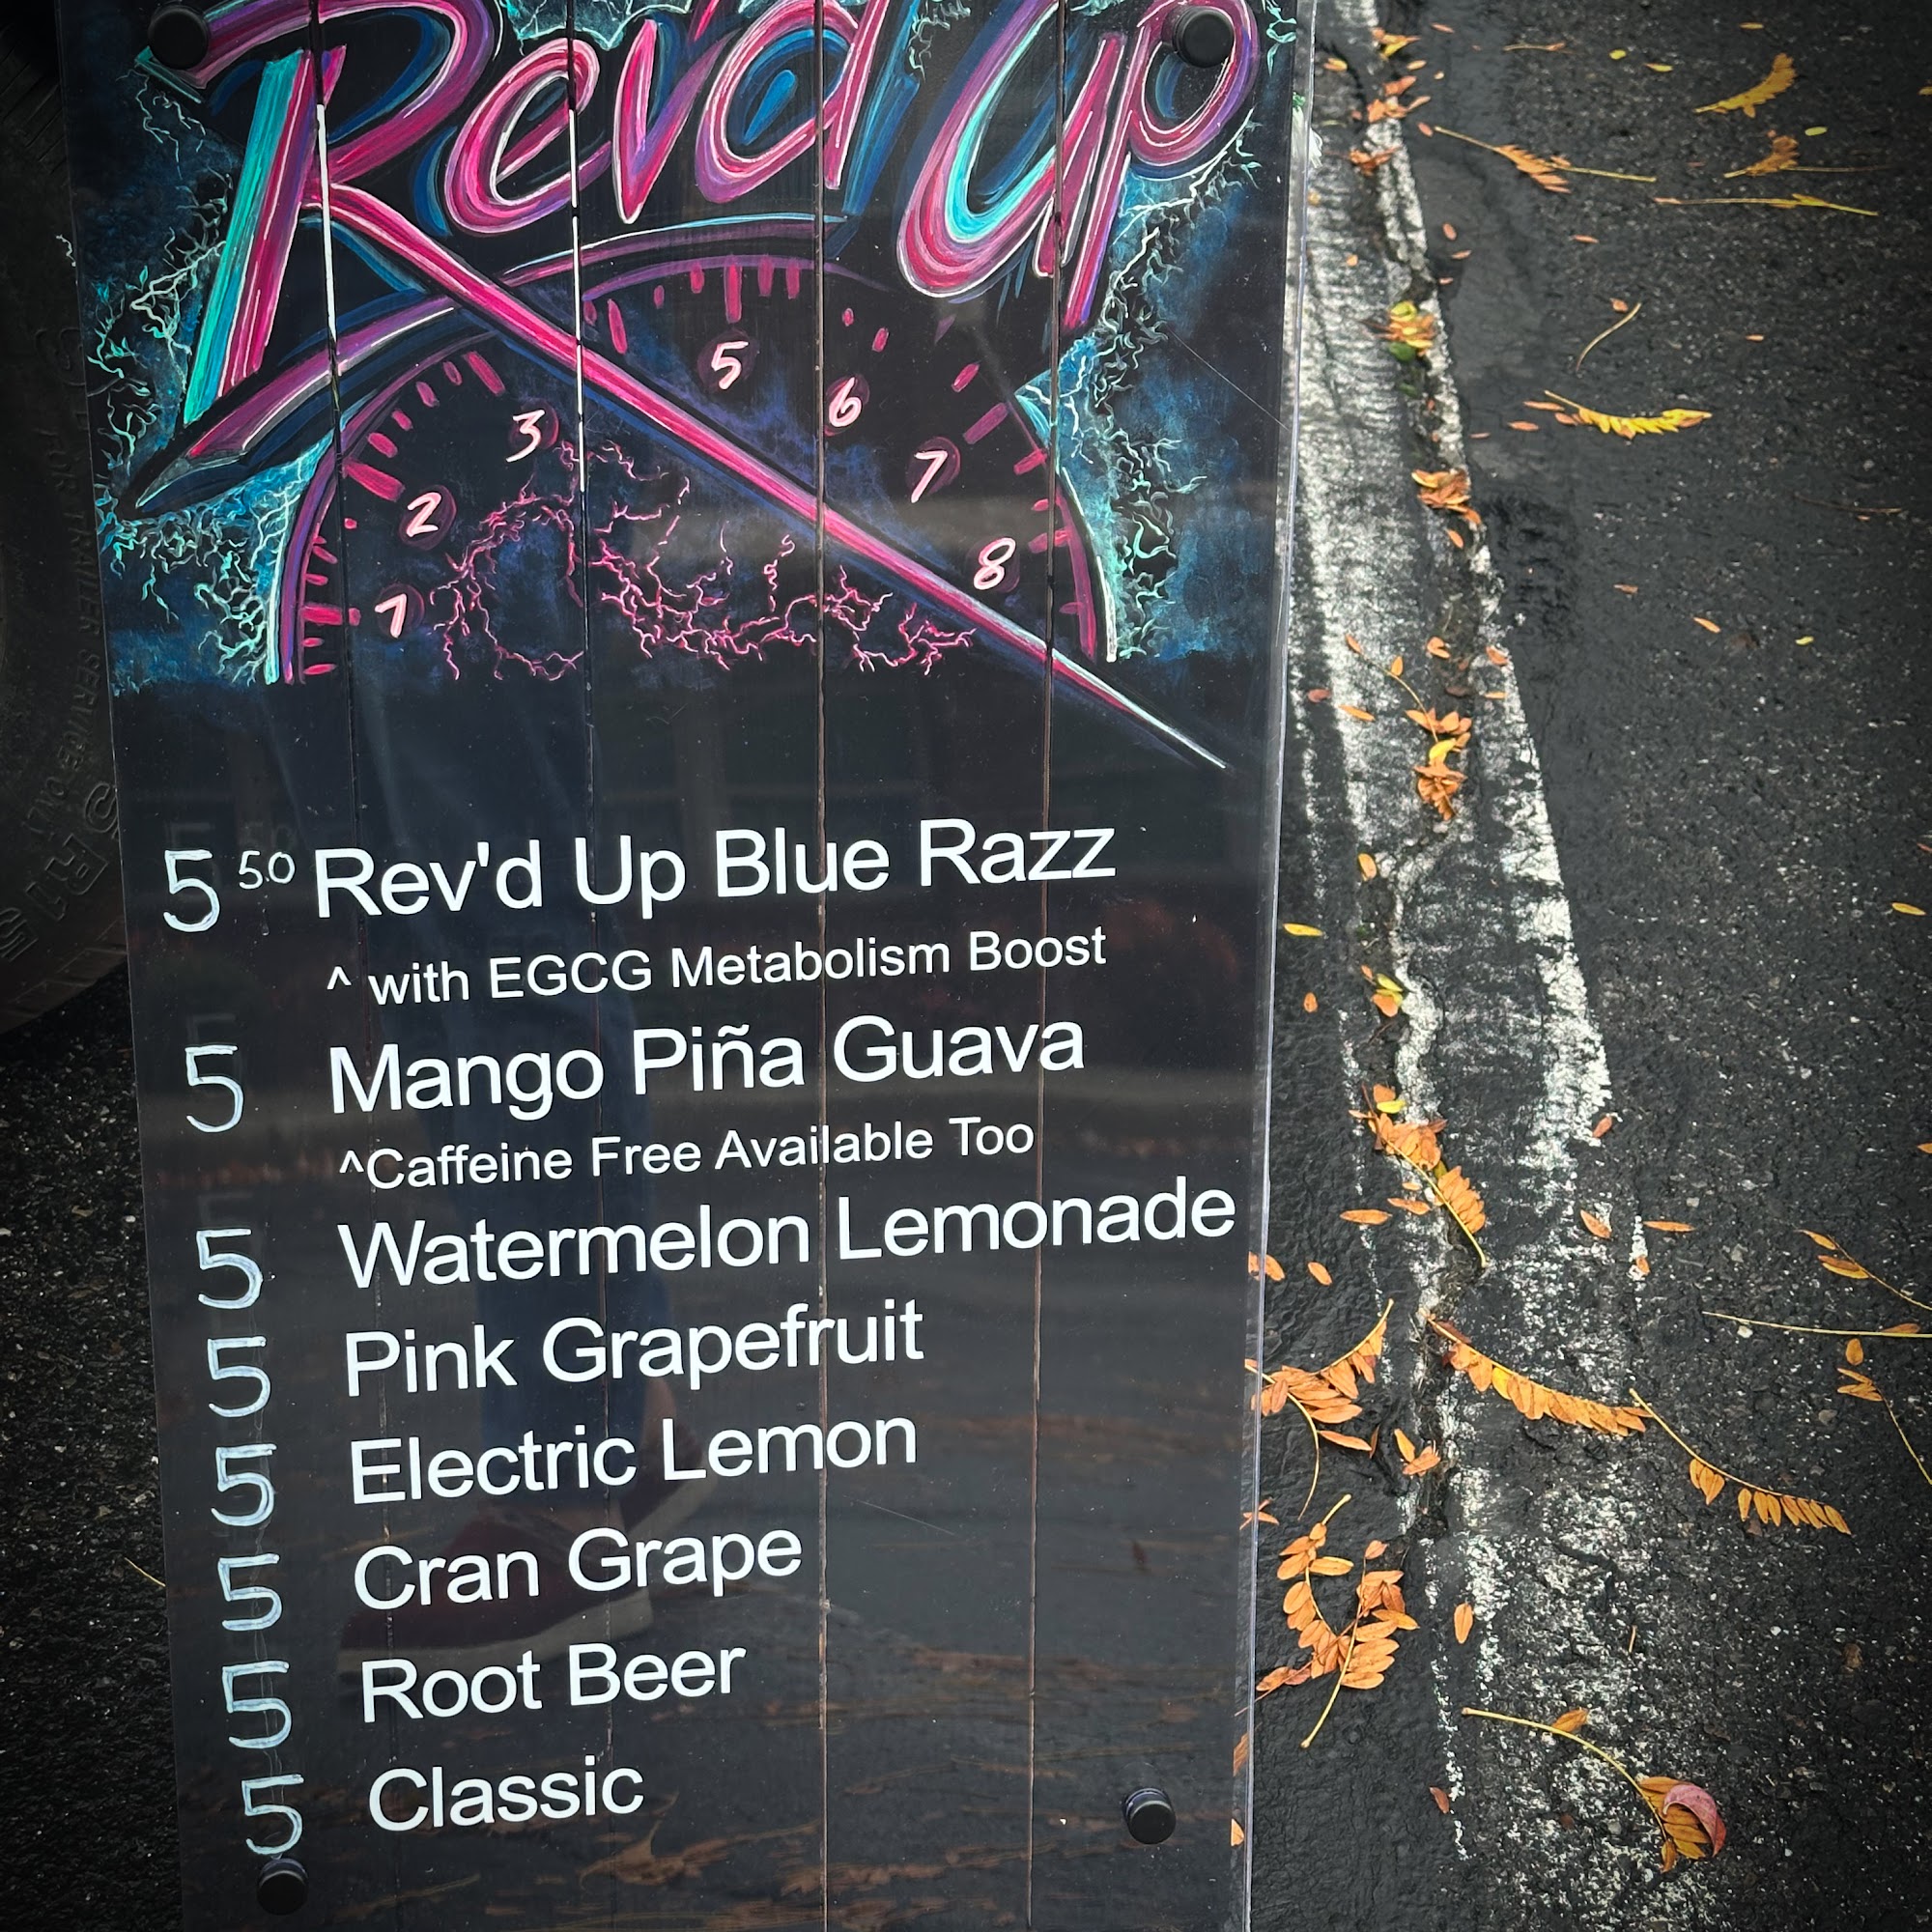 Rev'd Up
1 2 3 5 6 7 8
5 50 Rev'd Up Blue Razz
^ with EGCG Metabolism Boost
5 Mango Piña Guava
^Caffeine Free Available Too
5 Watermelon Lemonade
5 Pink Grapefruit
5 Electric Lemon
5 Cran Grape
5 Root Beer
5 Classic